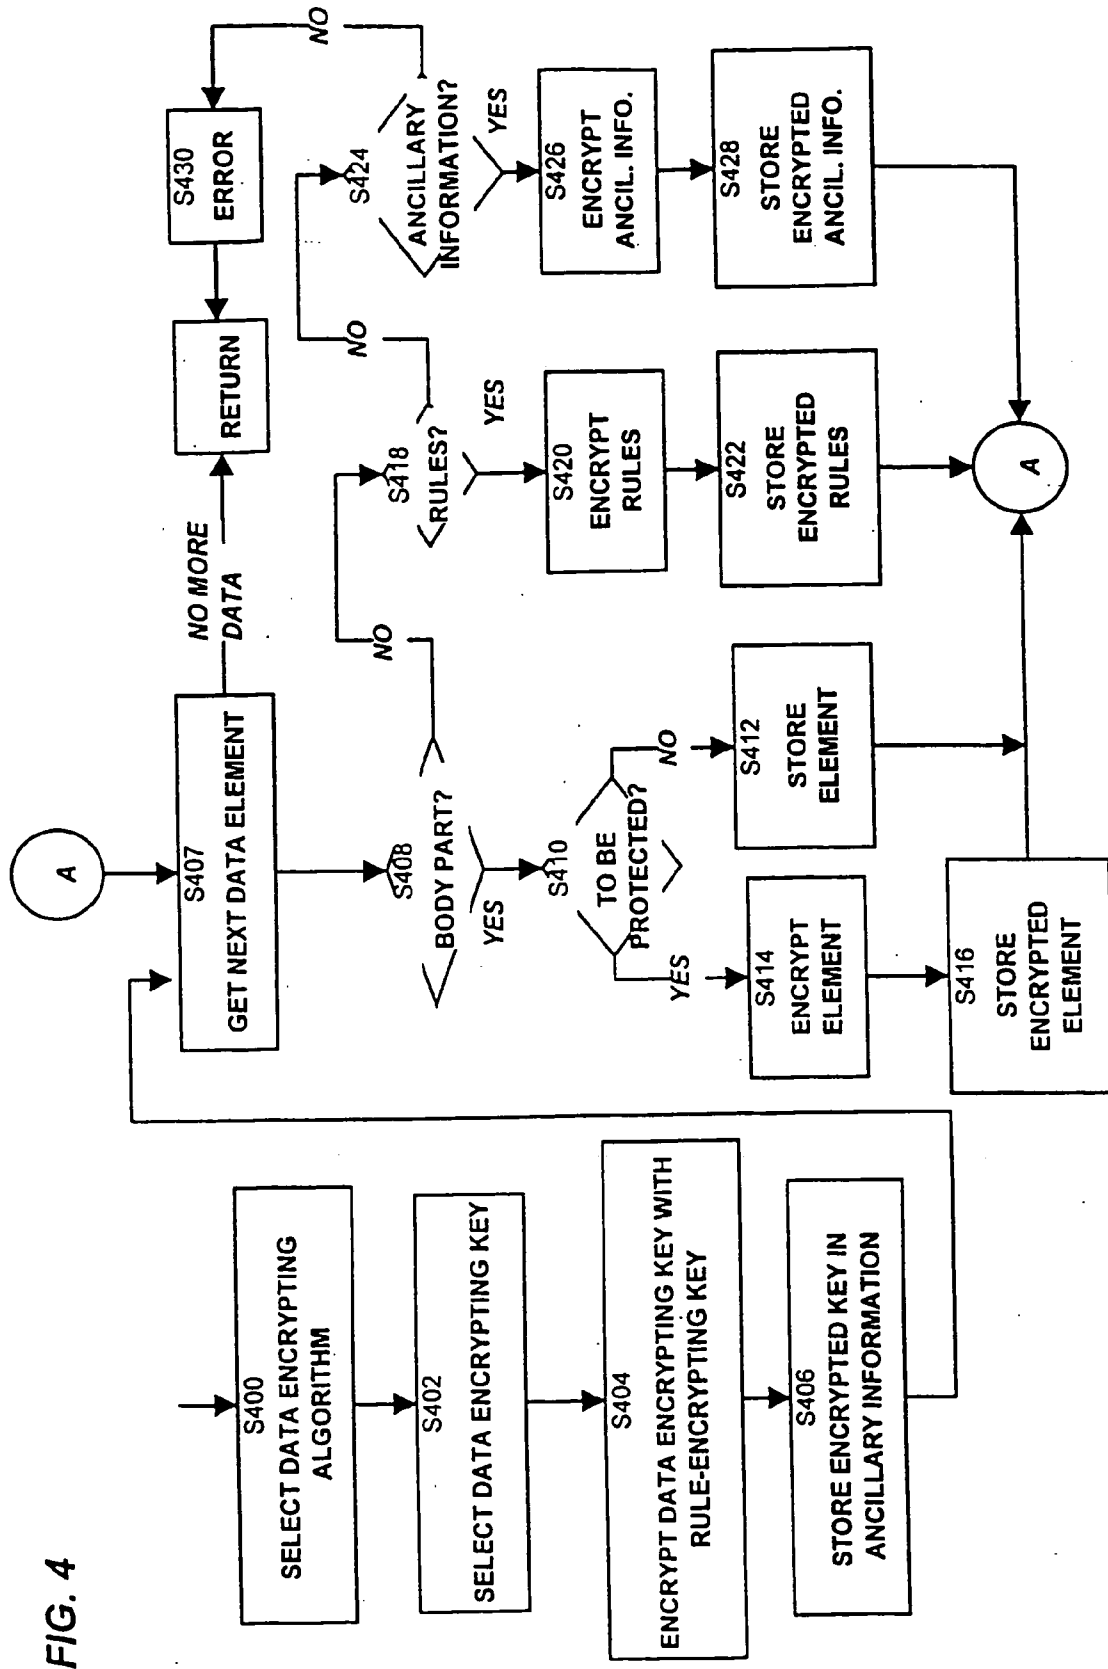 FIG. 4
S400
SELECT DATA ENCRYPTING
ALGORITHM
S402
SELECT DATA ENCRYPTING KEY
S404
ENCRYPT DATA ENCRYPTING KEY WITH
RULE-ENCRYPTING KEY
S406
STORE ENCRYPTED KEY IN
ANCILLARY INFORMATION
A
S407
GET NEXT DATA ELEMENT
NO MORE
DATA
RETURN
S430
ERROR
S408
BODY PART?
YES
NO
S410
TO BE
PROTECTED?
YES
NO
S414
ENCRYPT
ELEMENT
S416
STORE
ENCRYPTED
ELEMENT
S412
STORE
ELEMENT
S418
RULES?
YES
NO
S420
ENCRYPT
RULES
S422
STORE
ENCRYPTED
RULES
S424
ANCILLARY
INFORMATION?
YES
NO
S426
ENCRYPT
ANCIL. INFO.
S428
STORE
ENCRYPTED
ANCIL. INFO.
A